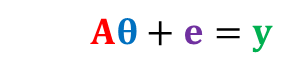 Aθ + e = y